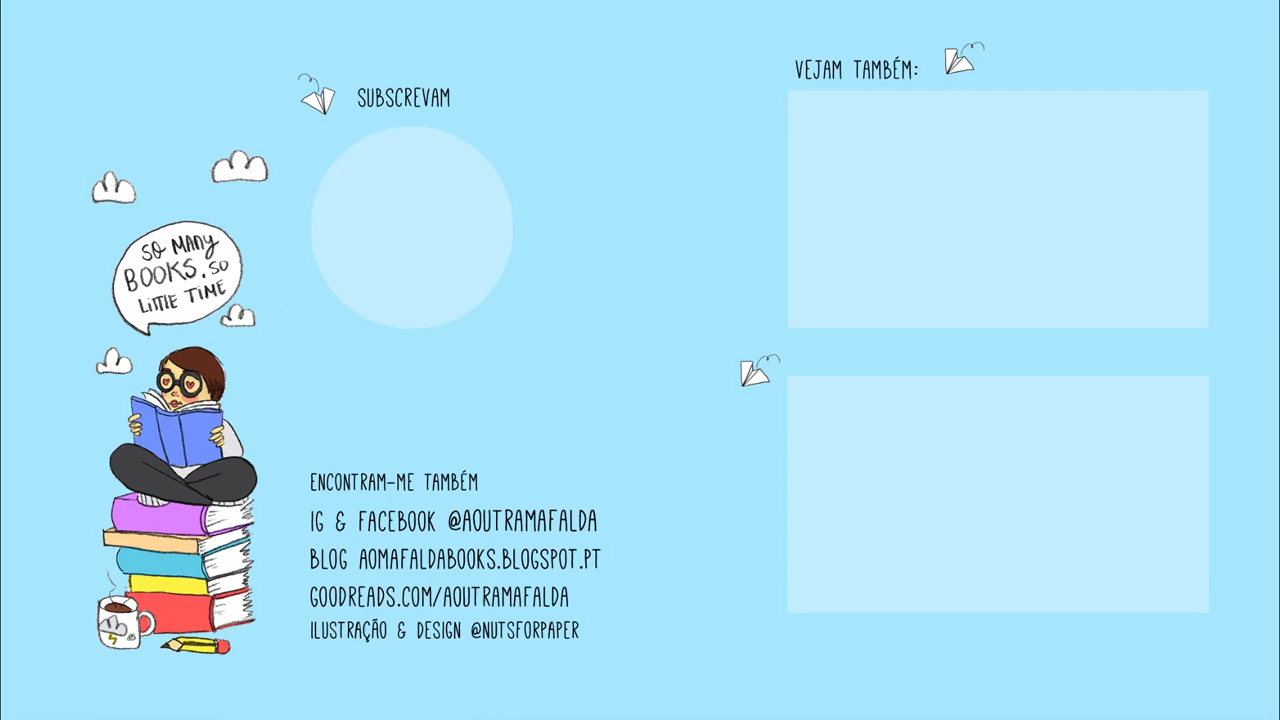 SUBSCREVAM
VEJAM TAMBÉM:
SO MANY
BOOKS, SO
LITTLE TIME
ENCONTRAM-ME TAMBÉM
IG & FACEBOOK @AOUTRAMAFALDA
BLOG AOMAFALDABOOKS.BLOGSPOT.PT
GOODREADS.COM/AOUTRAMAFALDA
ILUSTRAÇÃO & DESIGN @NUTSFORPAPER